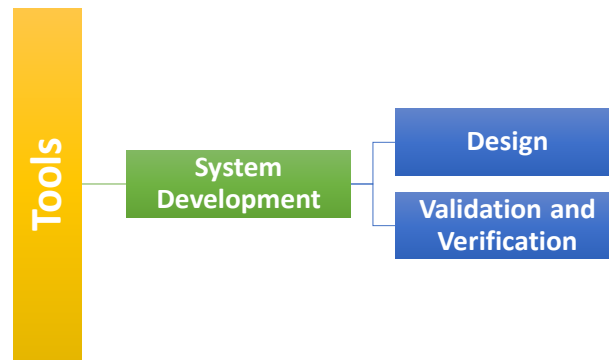 Tools
System
Development
Design
Validation and
Verification